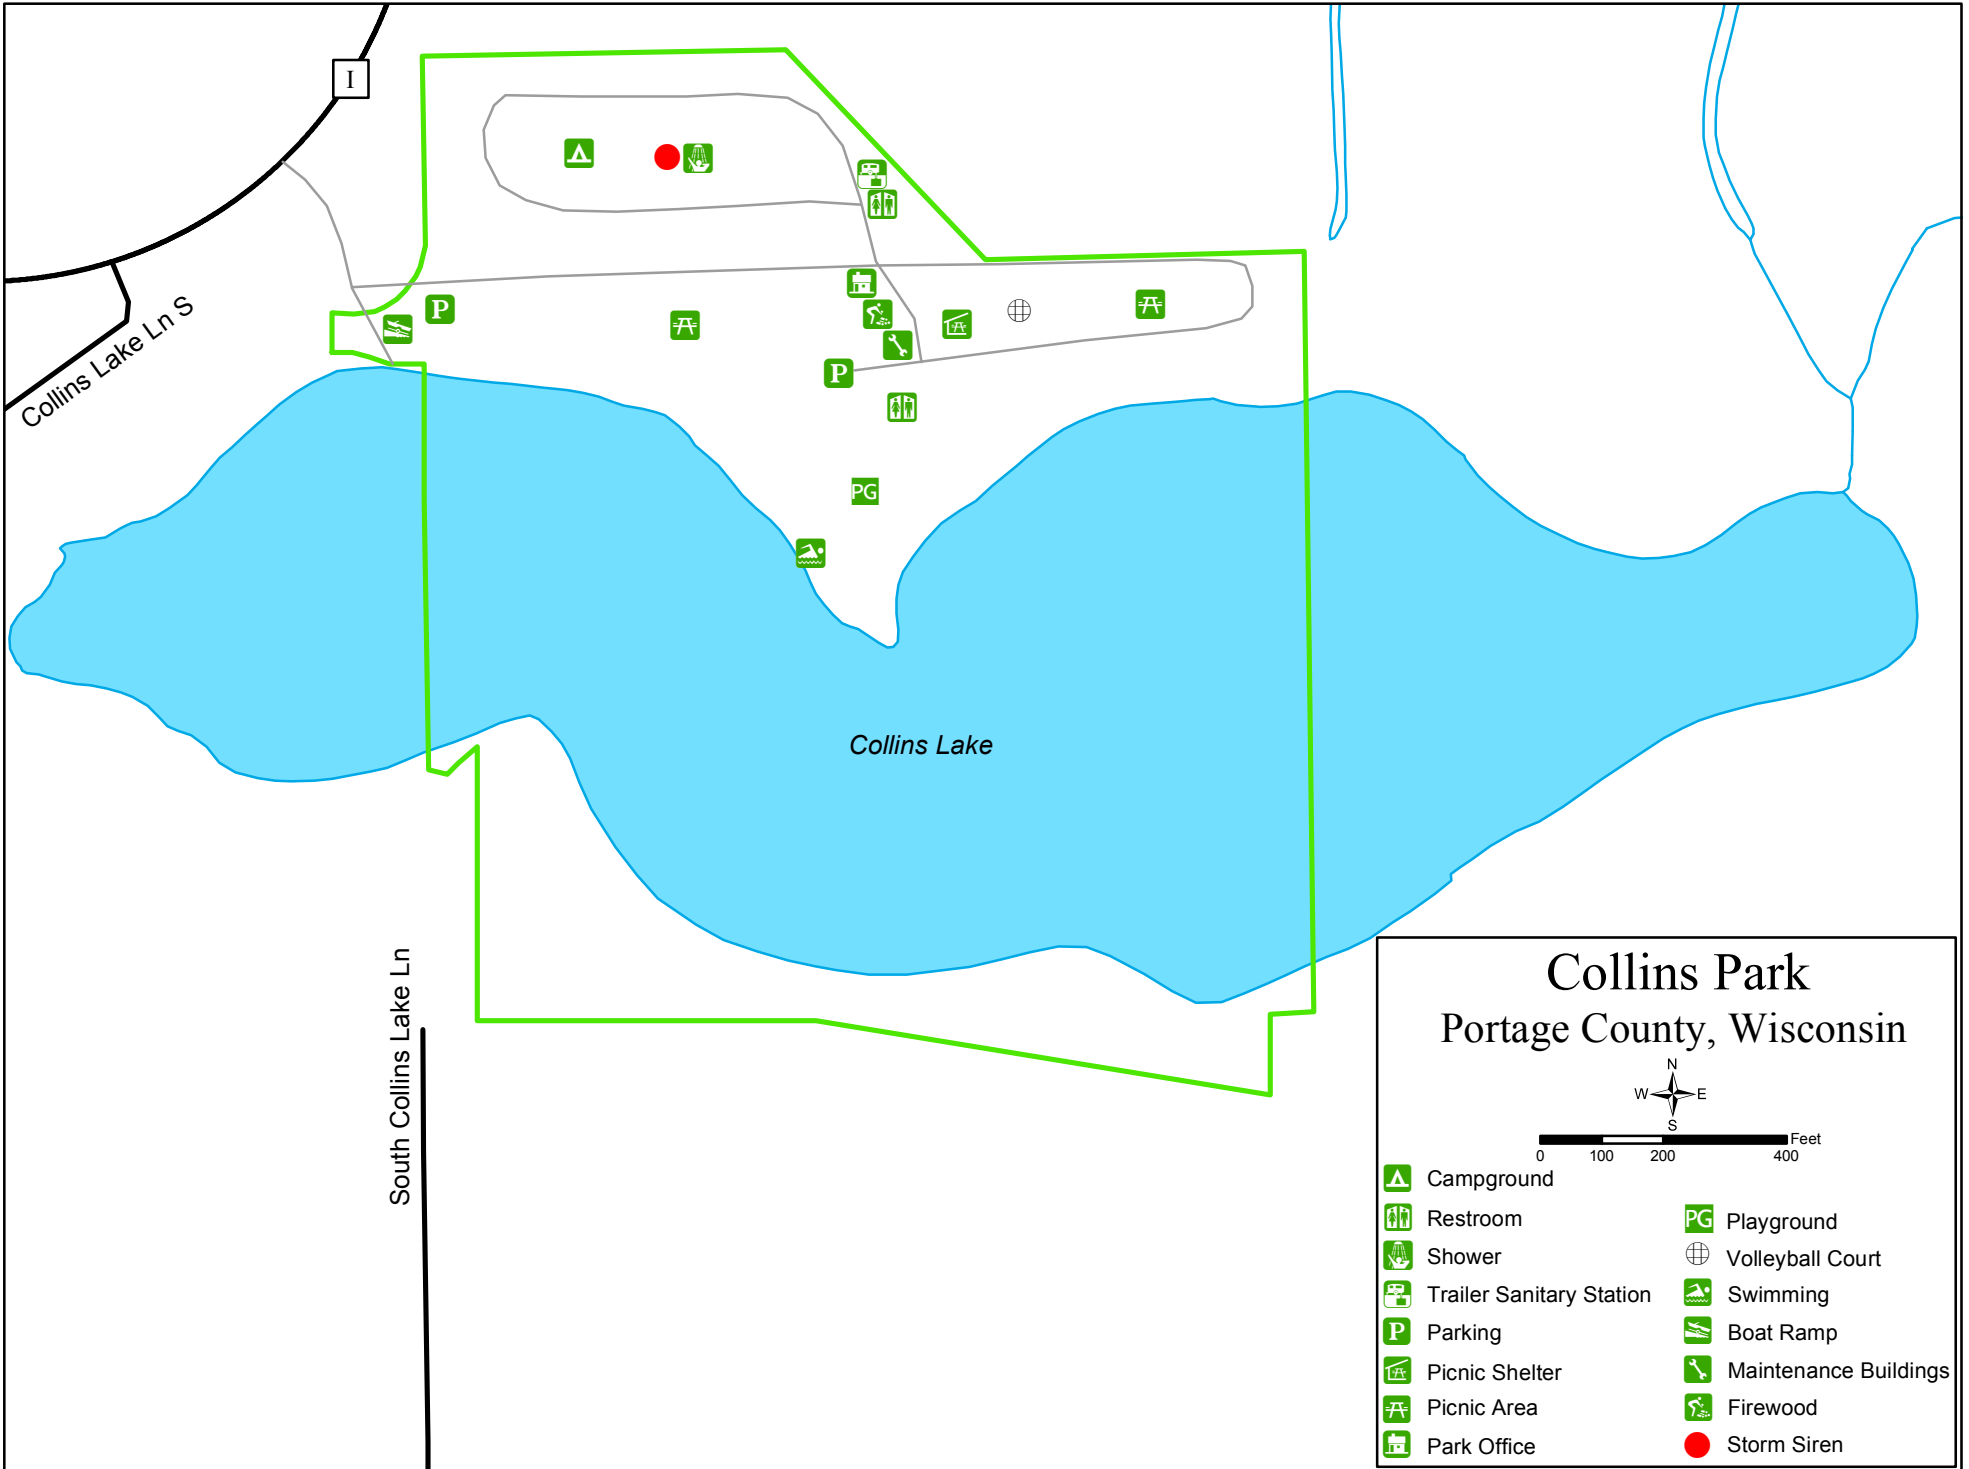 I
Collins Lake Ln S
P
P
PG
Collins Lake
South Collins Lake Ln
Collins Park
Portage County, Wisconsin
N
W E
S
Feet
0 100 200 400
Campground
Restroom
Shower
Trailer Sanitary Station
P Parking
Picnic Shelter
Picnic Area
Park Office
PG Playground
Volleyball Court
Swimming
Boat Ramp
Maintenance Buildings
Firewood
Storm Siren